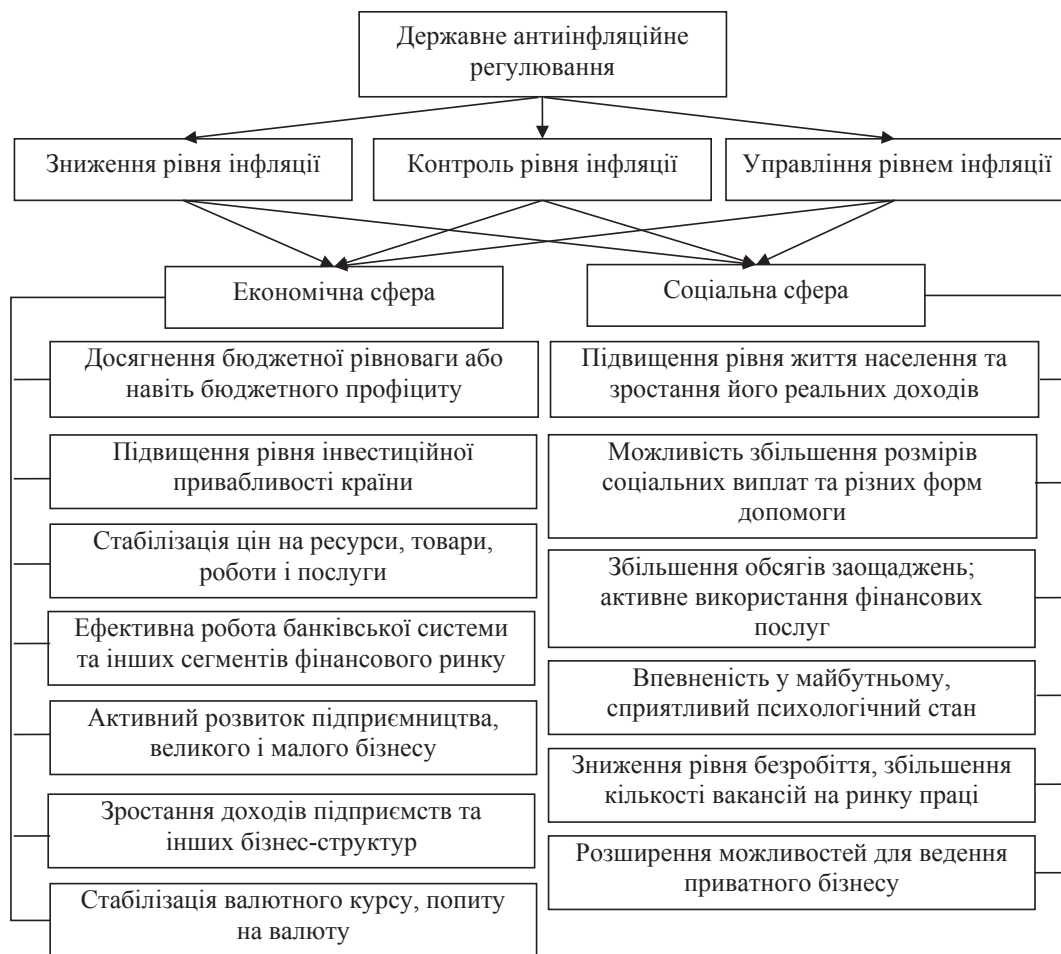 Державне антиінфляційне
регулювання
Зниження рівня інфляції
Контроль рівня інфляції
Управління рівнем інфляції
Економічна сфера
Соціальна сфера
Досягнення бюджетної рівноваги або
навіть бюджетного профіциту
Підвищення рівня інвестиційної
привабливості країни
Стабілізація цін на ресурси, товари,
роботи і послуги
Ефективна робота банківської системи
та інших сегментів фінансового ринку
Активний розвиток підприємництва,
великого і малого бізнесу
Зростання доходів підприємств та
інших бізнес-структур
Стабілізація валютного курсу, попиту
на валюту
Підвищення рівня життя населення та
зростання його реальних доходів
Можливість збільшення розмірів
соціальних виплат та різних форм
допомоги
Збільшення обсягів заощаджень;
активне використання фінансових
послуг
Впевненість у майбутньому,
сприятливий психологічний стан
Зниження рівня безробіття, збільшення
кількості вакансій на ринку праці
Розширення можливостей для ведення
приватного бізнесу